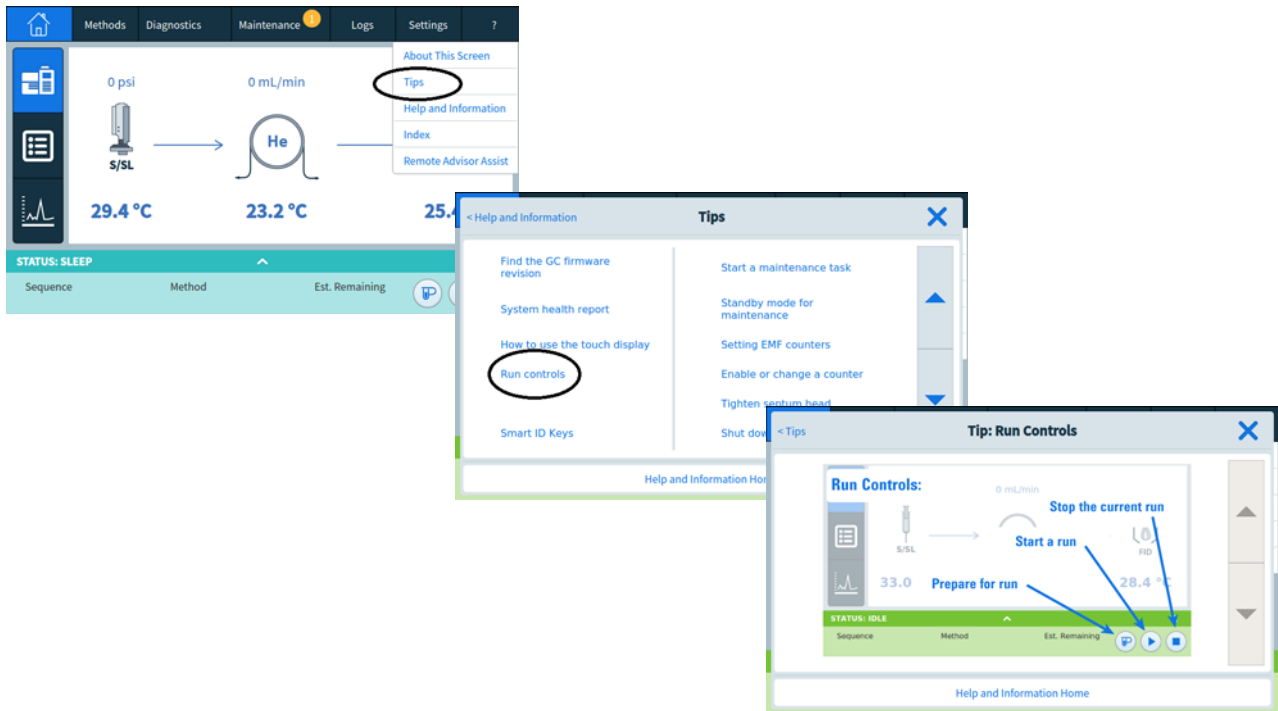 Methods Diagnostics Maintenance 1 Logs Settings ?
About This Screen
Tips
Help and Information
Index
Remote Advisor Assist
0 psi 0 mL/min
He
S/SL
29.4 °C 23.2 °C 25.4
STATUS: SLEEP
Sequence Method Est. Remaining
< Help and Information Tips
Find the GC firmware
revision
System health report
How to use the touch display
Run controls
Smart ID Keys
Start a maintenance task
Standby mode for
maintenance
Setting EMF counters
Enable or change a counter
Tighten septum head
Shut dow
Help and Information Hom
< Tips Tip: Run Controls
Run Controls:
0 mL/min
Stop the current run
Start a run
S/SL
FID
33.0
Prepare for run
28.4 °C
STATUS: IDLE
Sequence Method Est. Remaining
Help and Information Home